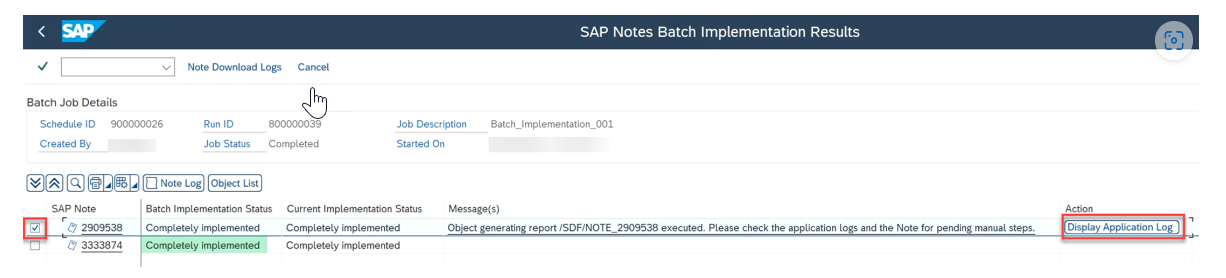 SAP SAP Notes Batch Implementation Results
Note Download Logs Cancel
Batch Job Details
Schedule ID 900000026 Run ID 800000039 Job Description Batch_Implementation_001
Created By Job Status Completed Started On
Note Log Object List
SAP Note Batch Implementation Status Current Implementation Status Message(s) Action
2909538 Completely implemented Completely implemented Object generating report /SDF/NOTE_2909538 executed. Please check the application logs and the Note for pending manual steps. Display Application Log
3333874 Completely implemented Completely implemented